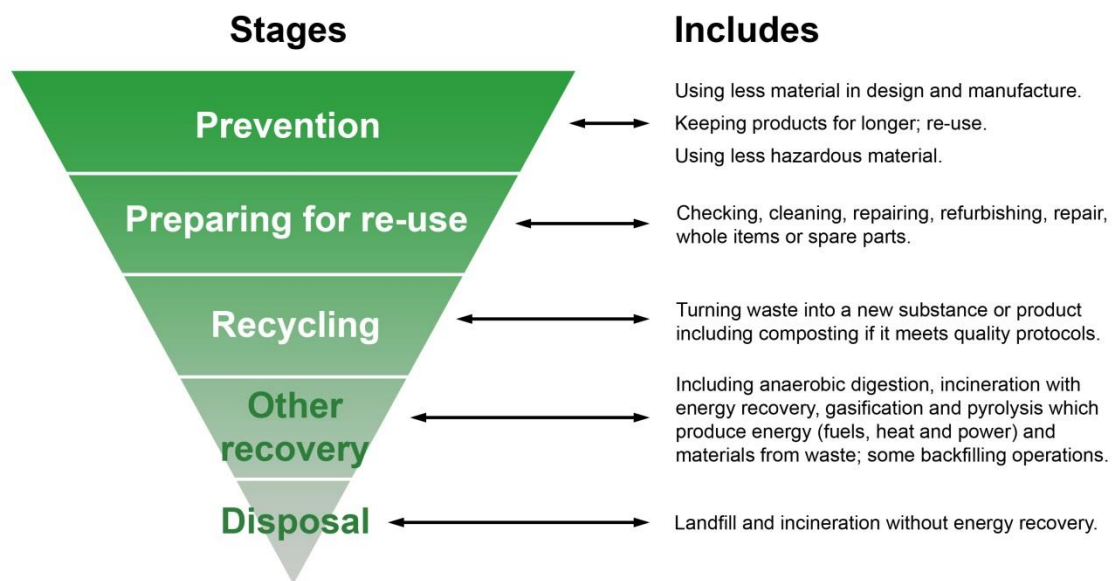 Stages
Includes
Prevention
Using less material in design and manufacture.
Keeping products for longer; re-use.
Using less hazardous material.
Preparing for re-use
Checking, cleaning, repairing, refurbishing, repair,
whole items or spare parts.
Recycling
Turning waste into a new substance or product
including composting if it meets quality protocols.
Other
recovery
Including anaerobic digestion, incineration with
energy recovery, gasification and pyrolysis which
produce energy (fuels, heat and power) and
materials from waste; some backfilling operations.
Disposal
Landfill and incineration without energy recovery.